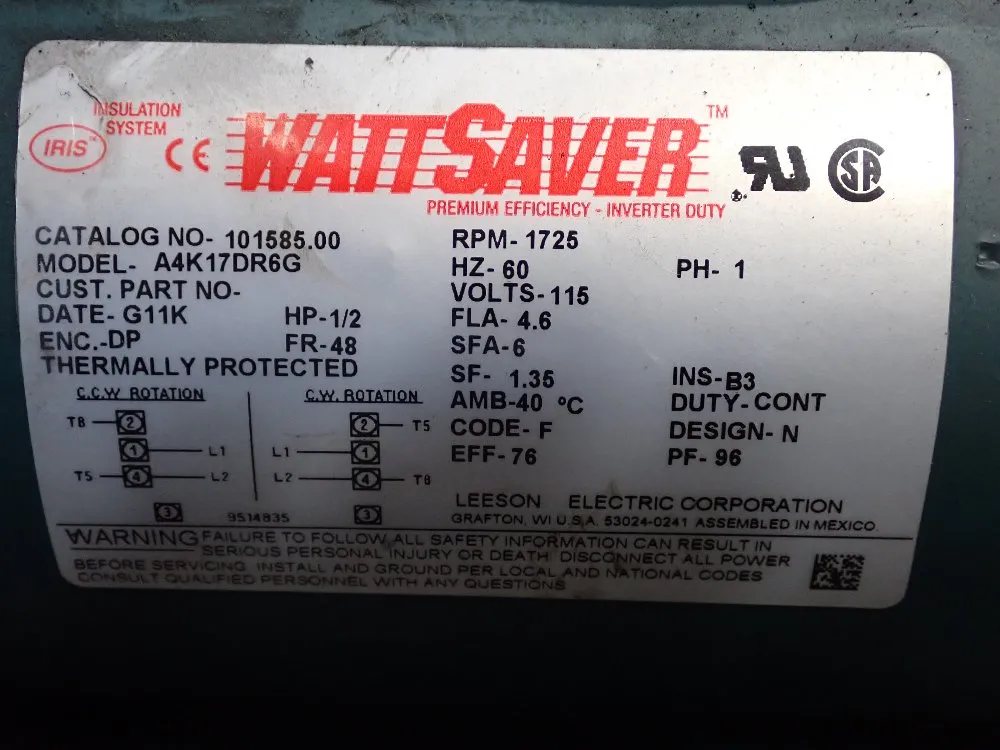 INSULATION
SYSTEM
IRIS™
CE
WATTSAVER™
PREMIUM EFFICIENCY - INVERTER DUTY
RU ®
SA
CATALOG NO- 101585.00
MODEL- A4K17DR6G
CUST. PART NO-
DATE- G11K HP-1/2
ENC.-DP FR-48
THERMALLY PROTECTED
RPM- 1725
HZ- 60 PH- 1
VOLTS-115
FLA- 4.6
SFA-6
SF- 1.35 INS-B3
AMB-40 °C DUTY-CONT
CODE- F DESIGN- N
EFF-76 PF- 96
C.C.W. ROTATION
T8 2
1 L1
T5 4 L2
3
9514835
C.W. ROTATION
2 T5
L1 1
L2 4 T8
3
LEESON ELECTRIC CORPORATION
GRAFTON, WI U.S.A. 53024-0241 ASSEMBLED IN MEXICO.
WARNING FAILURE TO FOLLOW ALL SAFETY INFORMATION CAN RESULT IN
SERIOUS PERSONAL INJURY OR DEATH DISCONNECT ALL POWER
BEFORE SERVICING INSTALL AND GROUND PER LOCAL AND NATIONAL CODES
CONSULT QUALIFIED PERSONNEL WITH ANY QUESTIONS